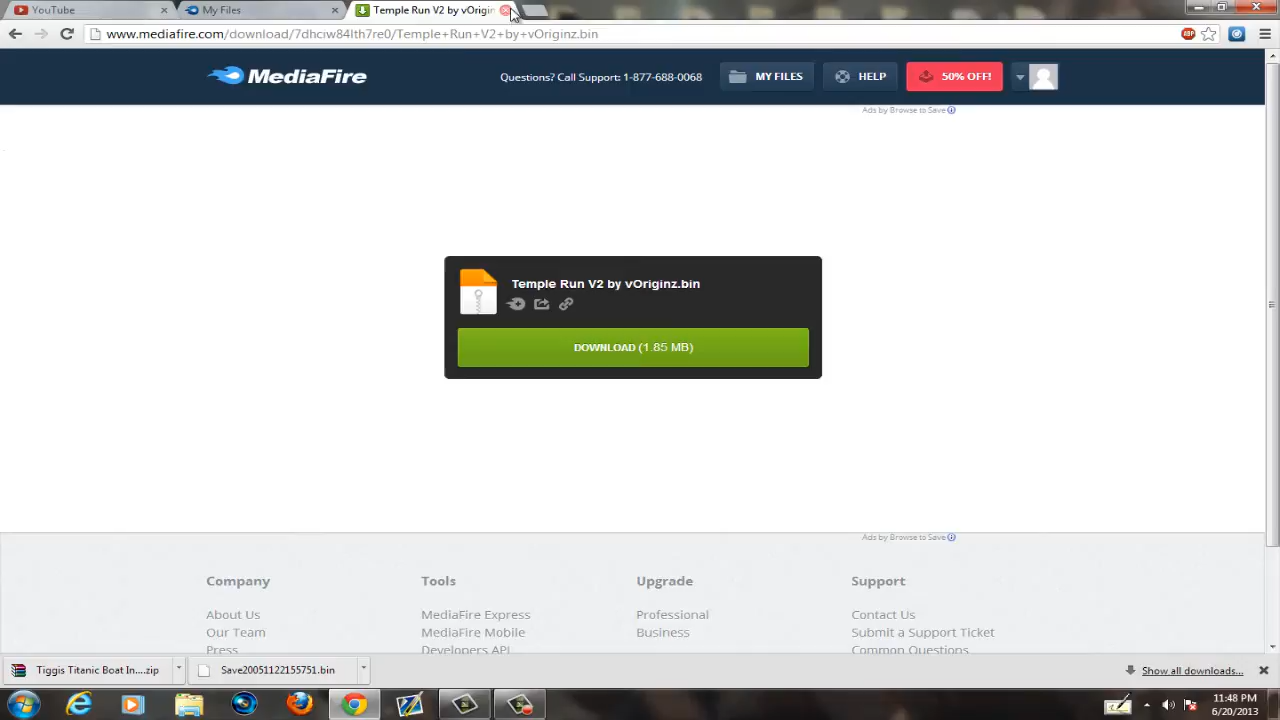 YouTube
My Files
Temple Run V2 by vOrigin
www.mediafire.com/download/7dhciw84lth7re0/Temple+Run+V2+by+vOriginz.bin
ABP
MediaFire
Questions? Call Support: 1-877-688-0068
MY FILES
HELP
50% OFF!
Ads by Browse to Save
Temple Run V2 by vOriginz.bin
DOWNLOAD (1.85 MB)
Ads by Browse to Save
Company
Tools
Upgrade
Support
About Us
MediaFire Express
Professional
Contact Us
Our Team
MediaFire Mobile
Business
Submit a Support Ticket
Press
Developers API
Common Questions
Tiggis Titanic Boat In....zip
Save20051122155751.bin
Show all downloads...
11:48 PM
6/20/2013